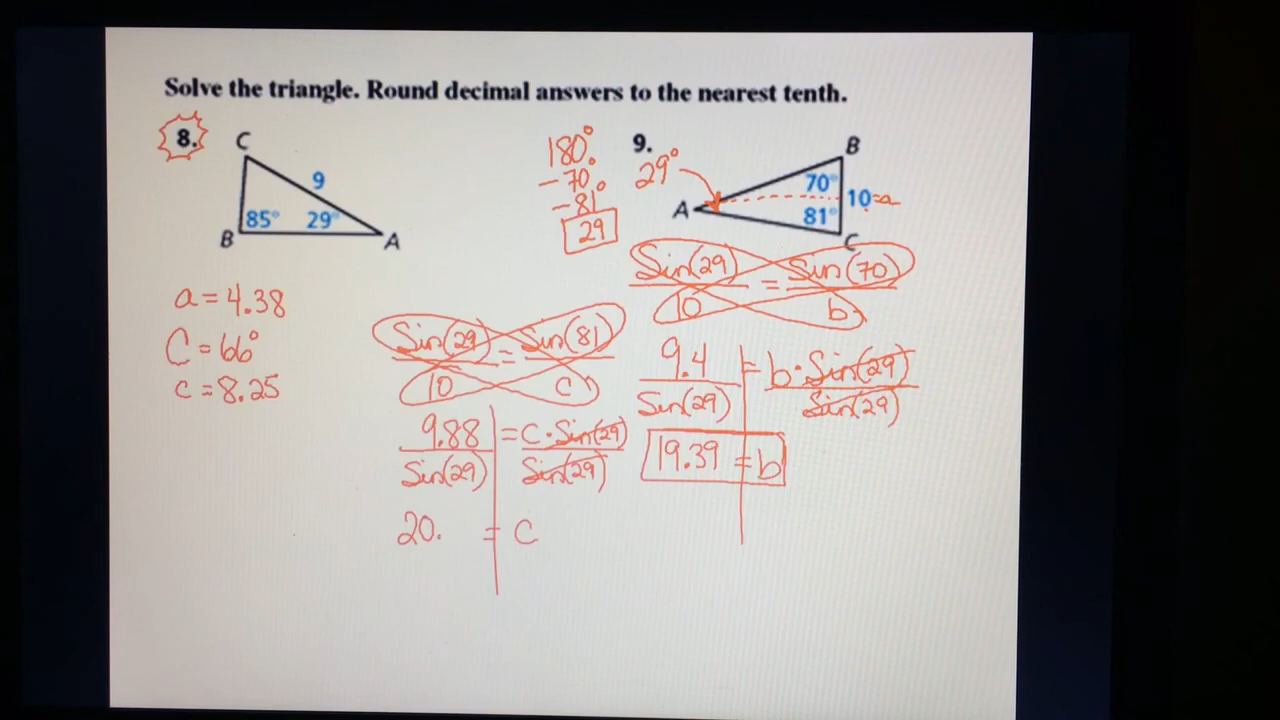 Solve the triangle. Round decimal answers to the nearest tenth.
8.
C
9
85°
29°
B
A
a = 4.38
C = 66°
c = 8.25
180°
-70°
-81°
29
9.
29°
B
70°
10=a
A
81°
C
Sin(29) = Sin(70)
10 b
9.4 = b·Sin(29)
Sin(29) Sin(29)
19.39 = b
Sin(29) = Sin(81)
10 c
9.88 = c·Sin(29)
Sin(29) Sin(29)
20. = c